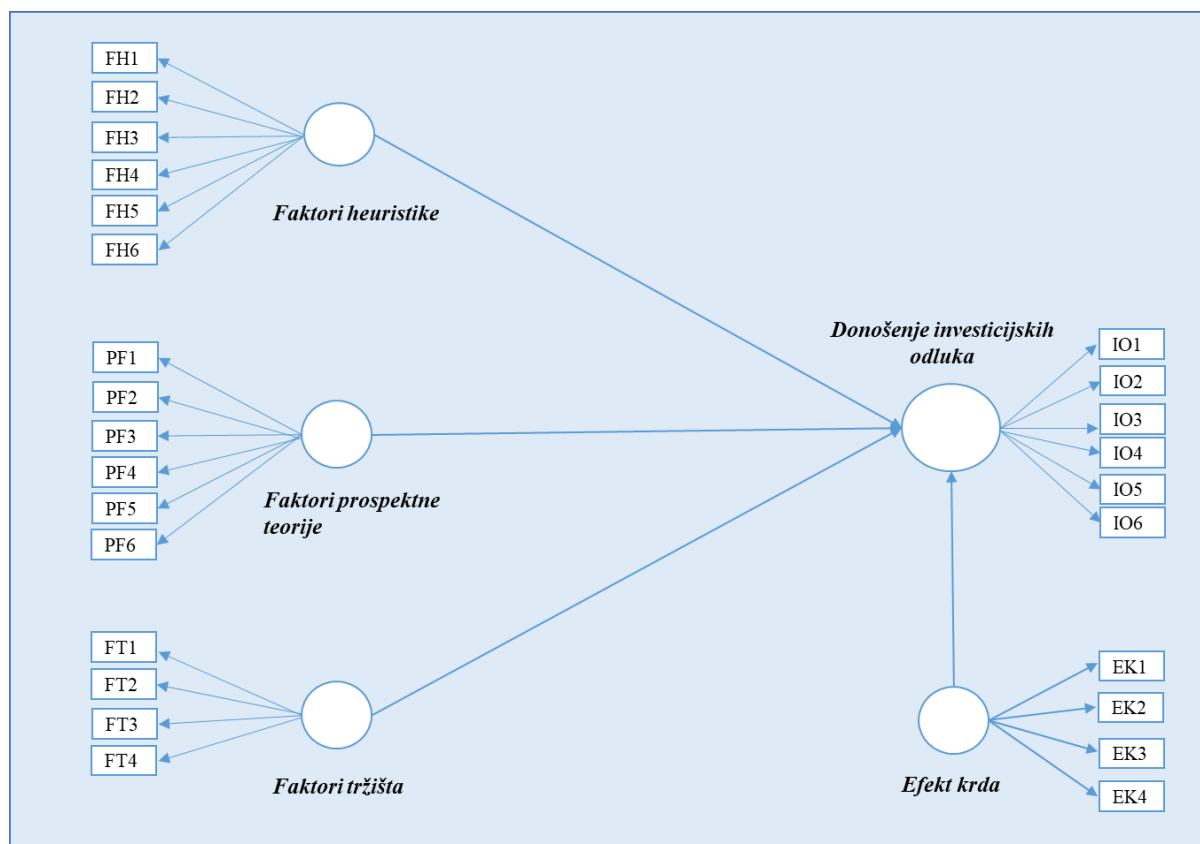 FH1
FH2
FH3
FH4
FH5
FH6
Faktori heuristike
PF1
PF2
PF3
PF4
PF5
PF6
Faktori prospektne
teorije
FT1
FT2
FT3
FT4
Faktori tržišta
Donošenje investicijskih
odluka
IO1
IO2
IO3
IO4
IO5
IO6
EK1
EK2
EK3
EK4
Efekt krda